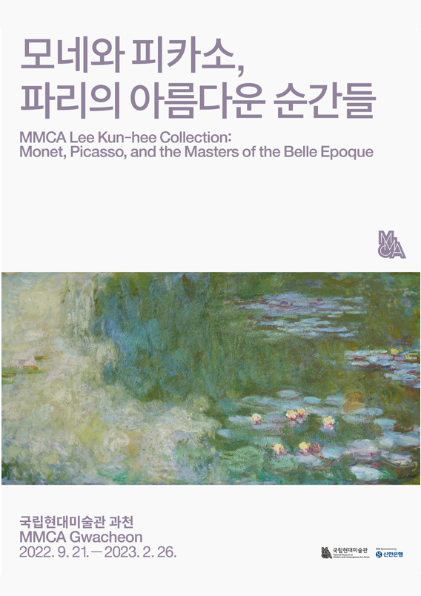 모네와 피카소,
파리의 아름다운 순간들
MMCA Lee Kun-hee Collection:
Monet, Picasso, and the Masters of the Belle Epoque
MMCA
국립현대미술관 과천
MMCA Gwacheon
2022. 9. 21.—2023. 2. 26.
국립현대미술관
신한은행